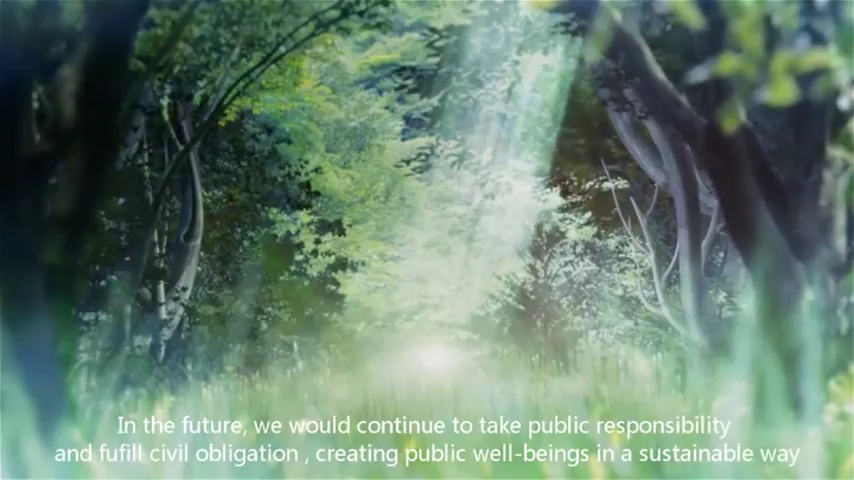 In the future, we would continue to take public responsibility
and fufill civil obligation , creating public well-beings in a sustainable way